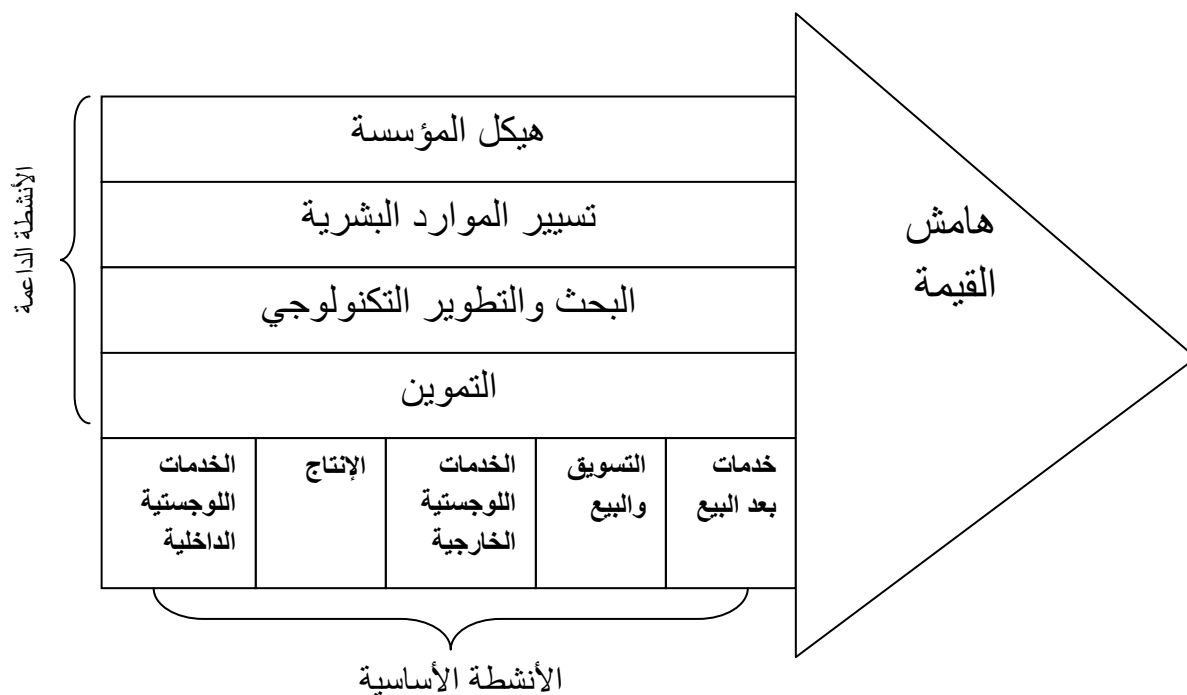 الأنشطة الداعمة
هيكل المؤسسة
تسيير الموارد البشرية
البحث والتطوير التكنولوجي
التموين
هامش
القيمة
الخدمات
اللوجستية
الداخلية
الإنتاج
الخدمات
اللوجستية
الخارجية
التسويق
والبيع
خدمات
بعد البيع
الأنشطة الأساسية